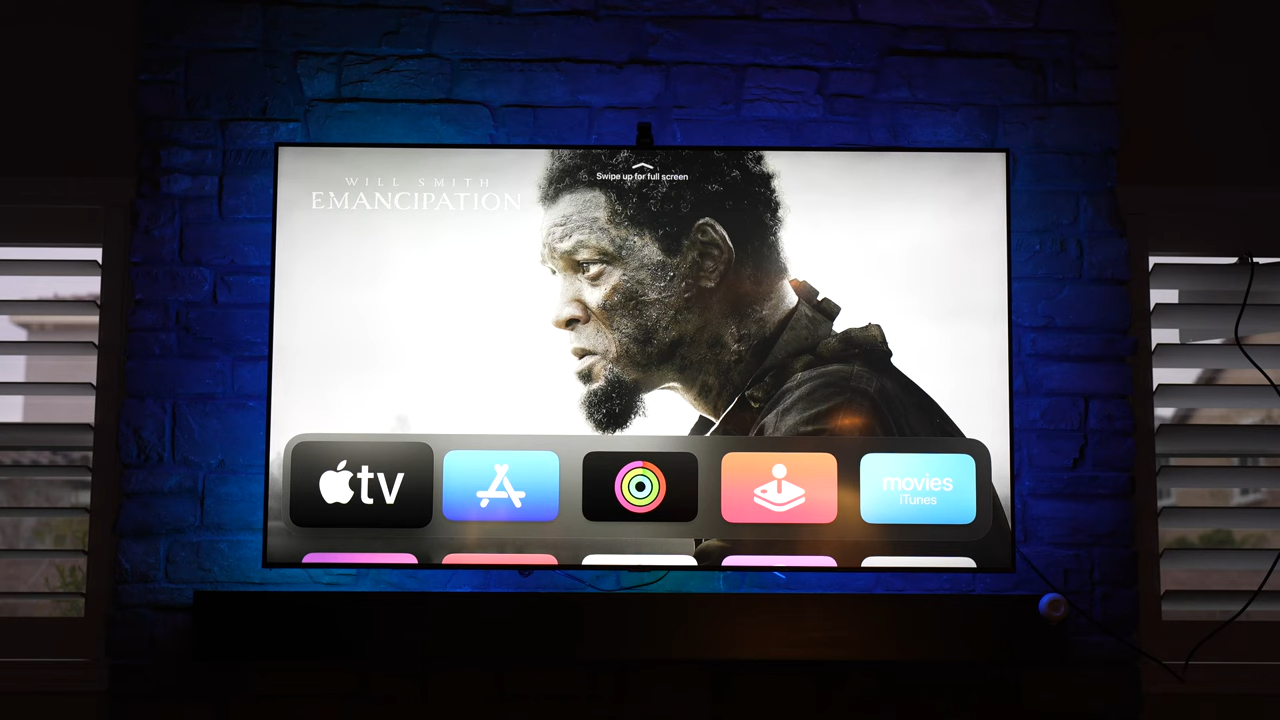 Swipe up for full screen
WILL SMITH
EMANCIPATION
tv
movies
iTunes